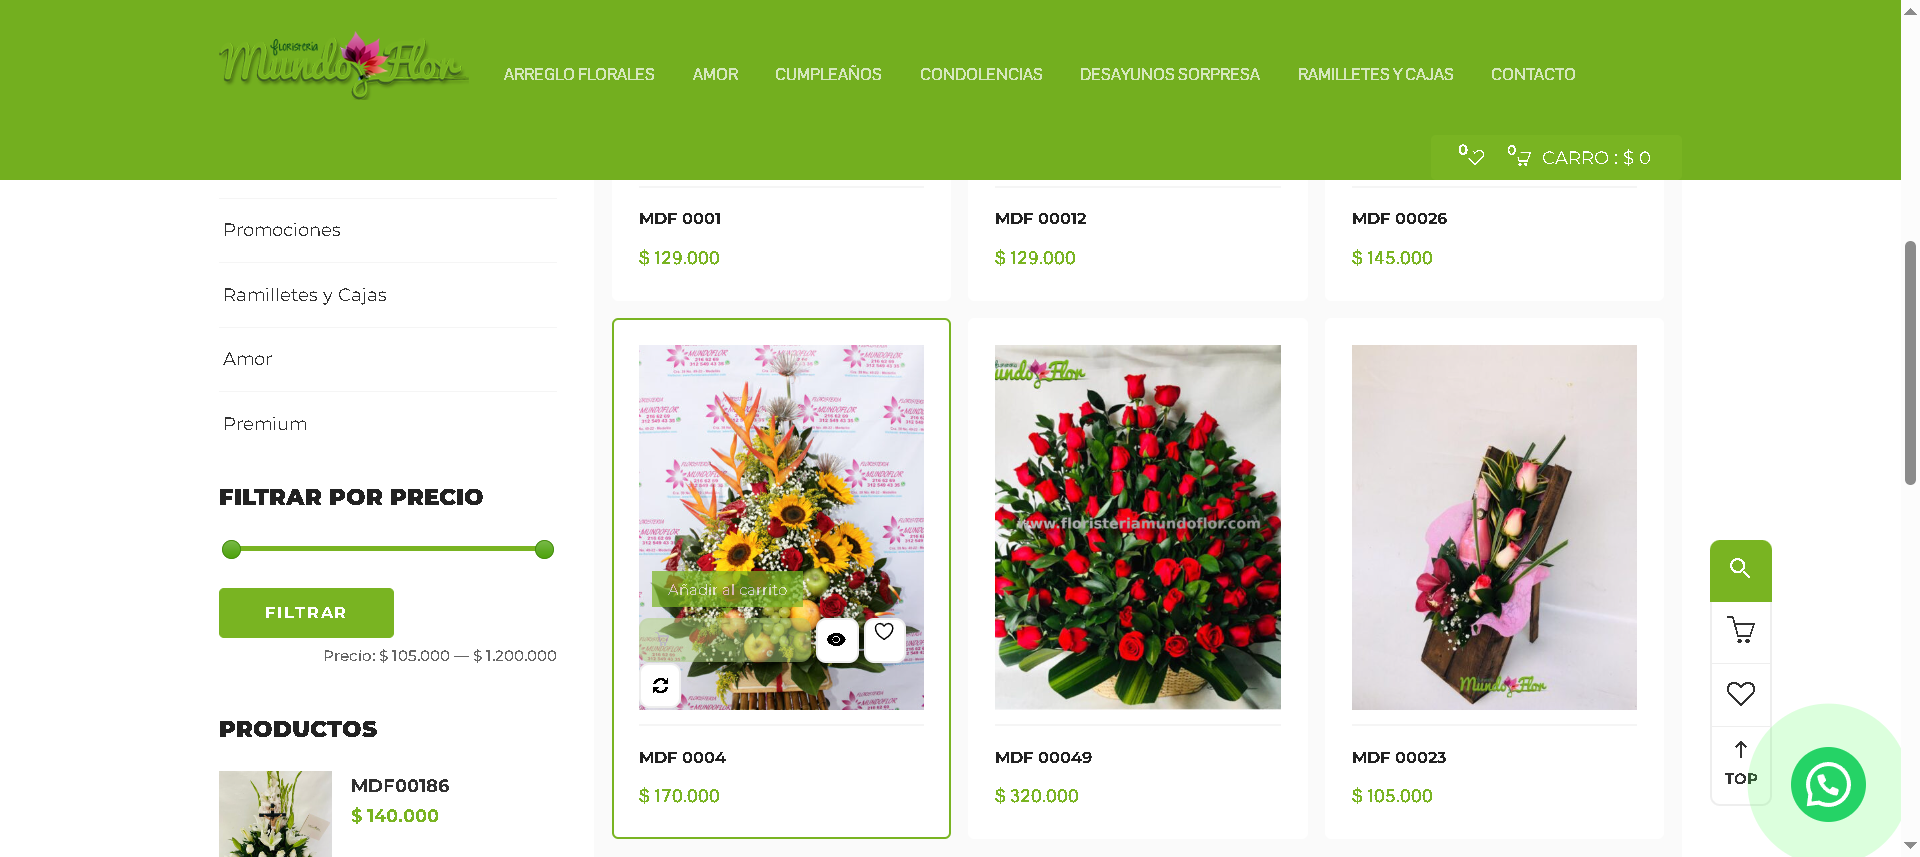 floristeria
Mundo Flor
ARREGLO FLORALES
AMOR
CUMPLEAÑOS
CONDOLENCIAS
DESAYUNOS SORPRESA
RAMILLETES Y CAJAS
CONTACTO
0
0
CARRO : $ 0
Promociones
Ramilletes y Cajas
Amor
Premium
FILTRAR POR PRECIO
FILTRAR
Precio: $ 105.000 — $ 1.200.000
PRODUCTOS
MDF00186
$ 140.000
MDF 0001
$ 129.000
MDF 00012
$ 129.000
MDF 00026
$ 145.000
MUNDOFLOR
Añadir al carrito
MDF 0004
$ 170.000
www.floristeriamundoflor.com
MDF 00049
$ 320.000
Mundo Flor
MDF 00023
$ 105.000
TOP